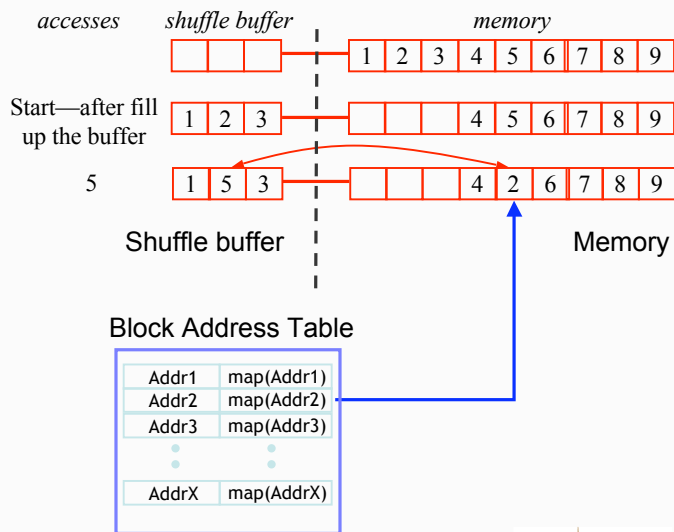 accesses shuffle buffer memory
1 2 3 4 5 6 7 8 9
Start—after fill
up the buffer
1 2 3 4 5 6 7 8 9
5 1 5 3 4 2 6 7 8 9
Shuffle buffer Memory
Block Address Table
Addr1 map(Addr1)
Addr2 map(Addr2)
Addr3 map(Addr3)
AddrX map(AddrX)